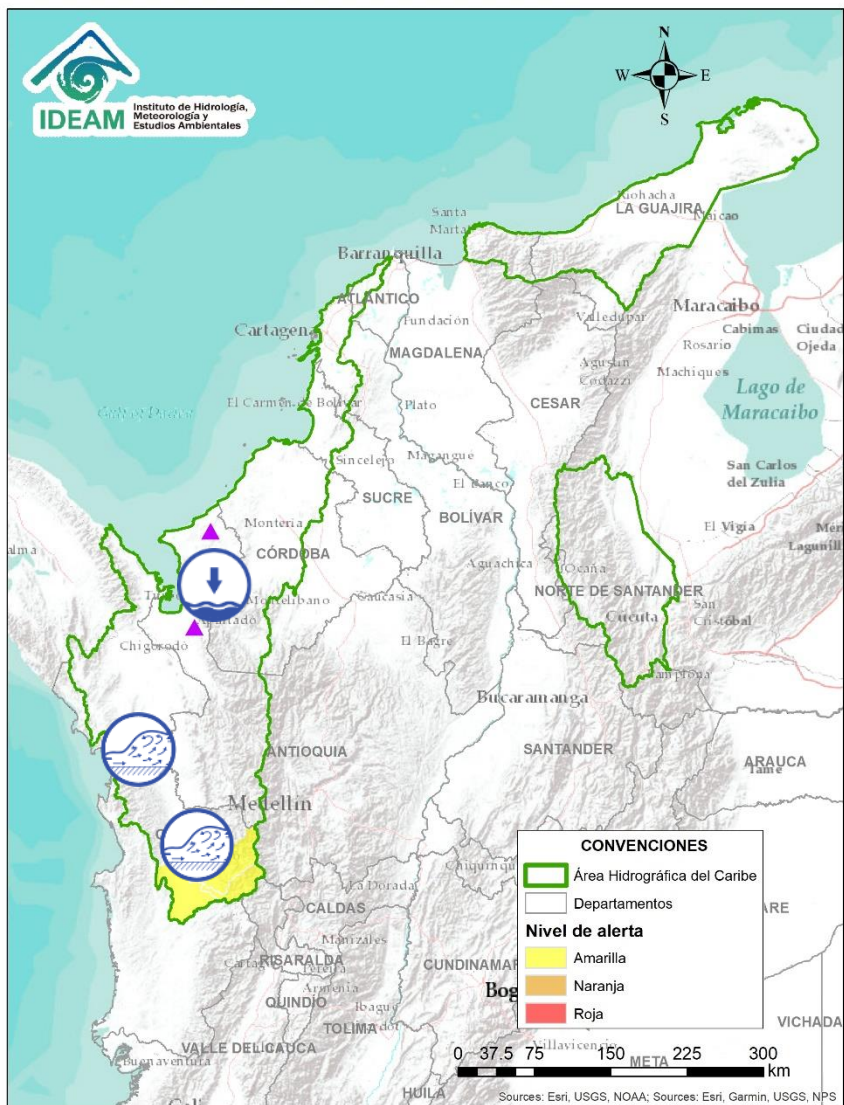 IDEAM
Instituto de Hidrología,
Meteorología y
Estudios Ambientales
N
W
E
S
Riohacha
LA GUAJIRA
Maicao
Santa
Marta
Barranquilla
ATLÁNTICO
Cartagena
Fundación
Valledupar
Maracaibo
Cabimas
Ciudad
Ojeda
Rosario
Machiques
MAGDALENA
Agustín
Codazzi
CESAR
Lago de
Maracaibo
El Carmen de Bolívar
Plato
Sincelejo
Magangue
San Carlos
del Zulia
SUCRE
El Banco
BOLÍVAR
El Vigia
Montería
CÓRDOBA
Aguachica
Ocaña
NORTE DE SANTANDER
Montelíbano
Caucasia
San
Cristóbal
Cúcuta
El Bagre
Chigorodó
Pamplona
Bucaramanga
ANTIOQUIA
SANTANDER
ARAUCA
Tame
Medellín
La Dorada
CALDAS
Manizales
RISARALDA
Pereira
Armenia
QUINDÍO
Ibagué
TOLIMA
VALLE DEL CAUCA
Buenaventura
HUILA
Villavicencio
META
VICHADA
CONVENCIONES
Área Hidrográfica del Caribe
Departamentos
Nivel de alerta
Amarilla
Naranja
Roja
0 37.5 75 150 225 300
km
Sources: Esri, USGS, NOAA; Sources: Esri, Garmin, USGS, NPS